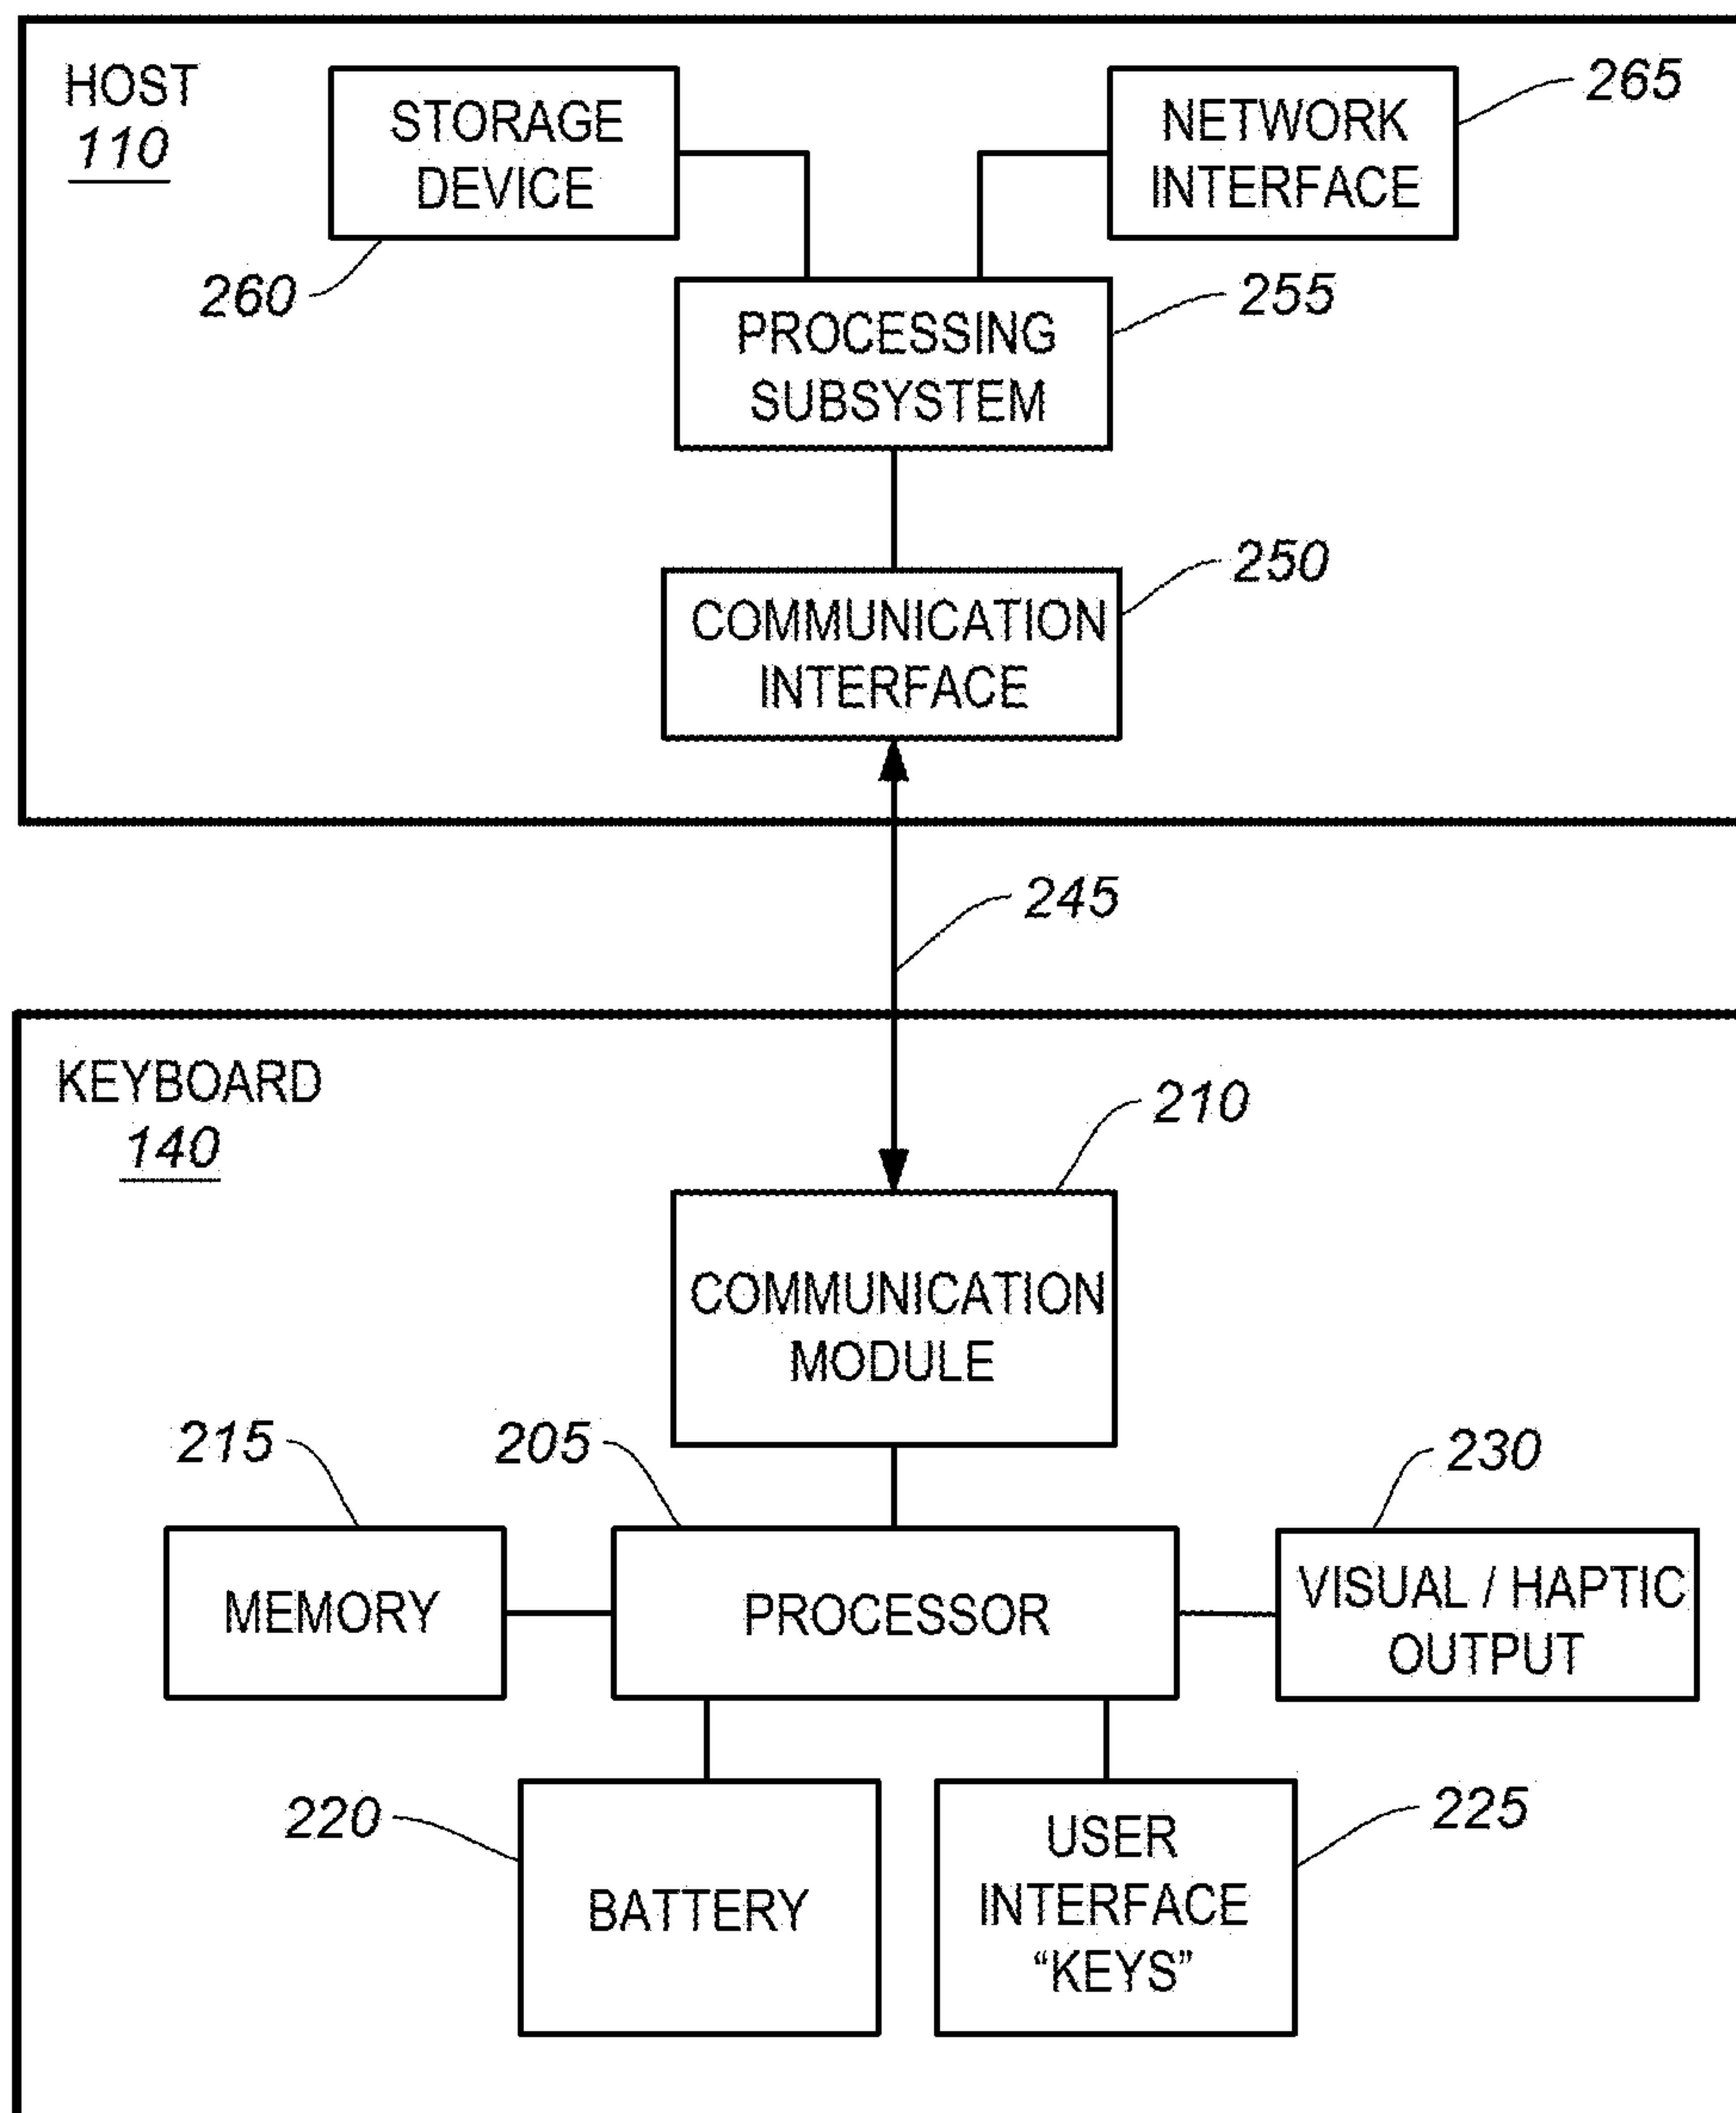 HOST
110
STORAGE
DEVICE
260
NETWORK
INTERFACE
265
PROCESSING
SUBSYSTEM
255
COMMUNICATION
INTERFACE
250
245
KEYBOARD
140
210
COMMUNICATION
MODULE
215
205
230
MEMORY
PROCESSOR
VISUAL / HAPTIC
OUTPUT
220
BATTERY
USER
INTERFACE
“KEYS”
225